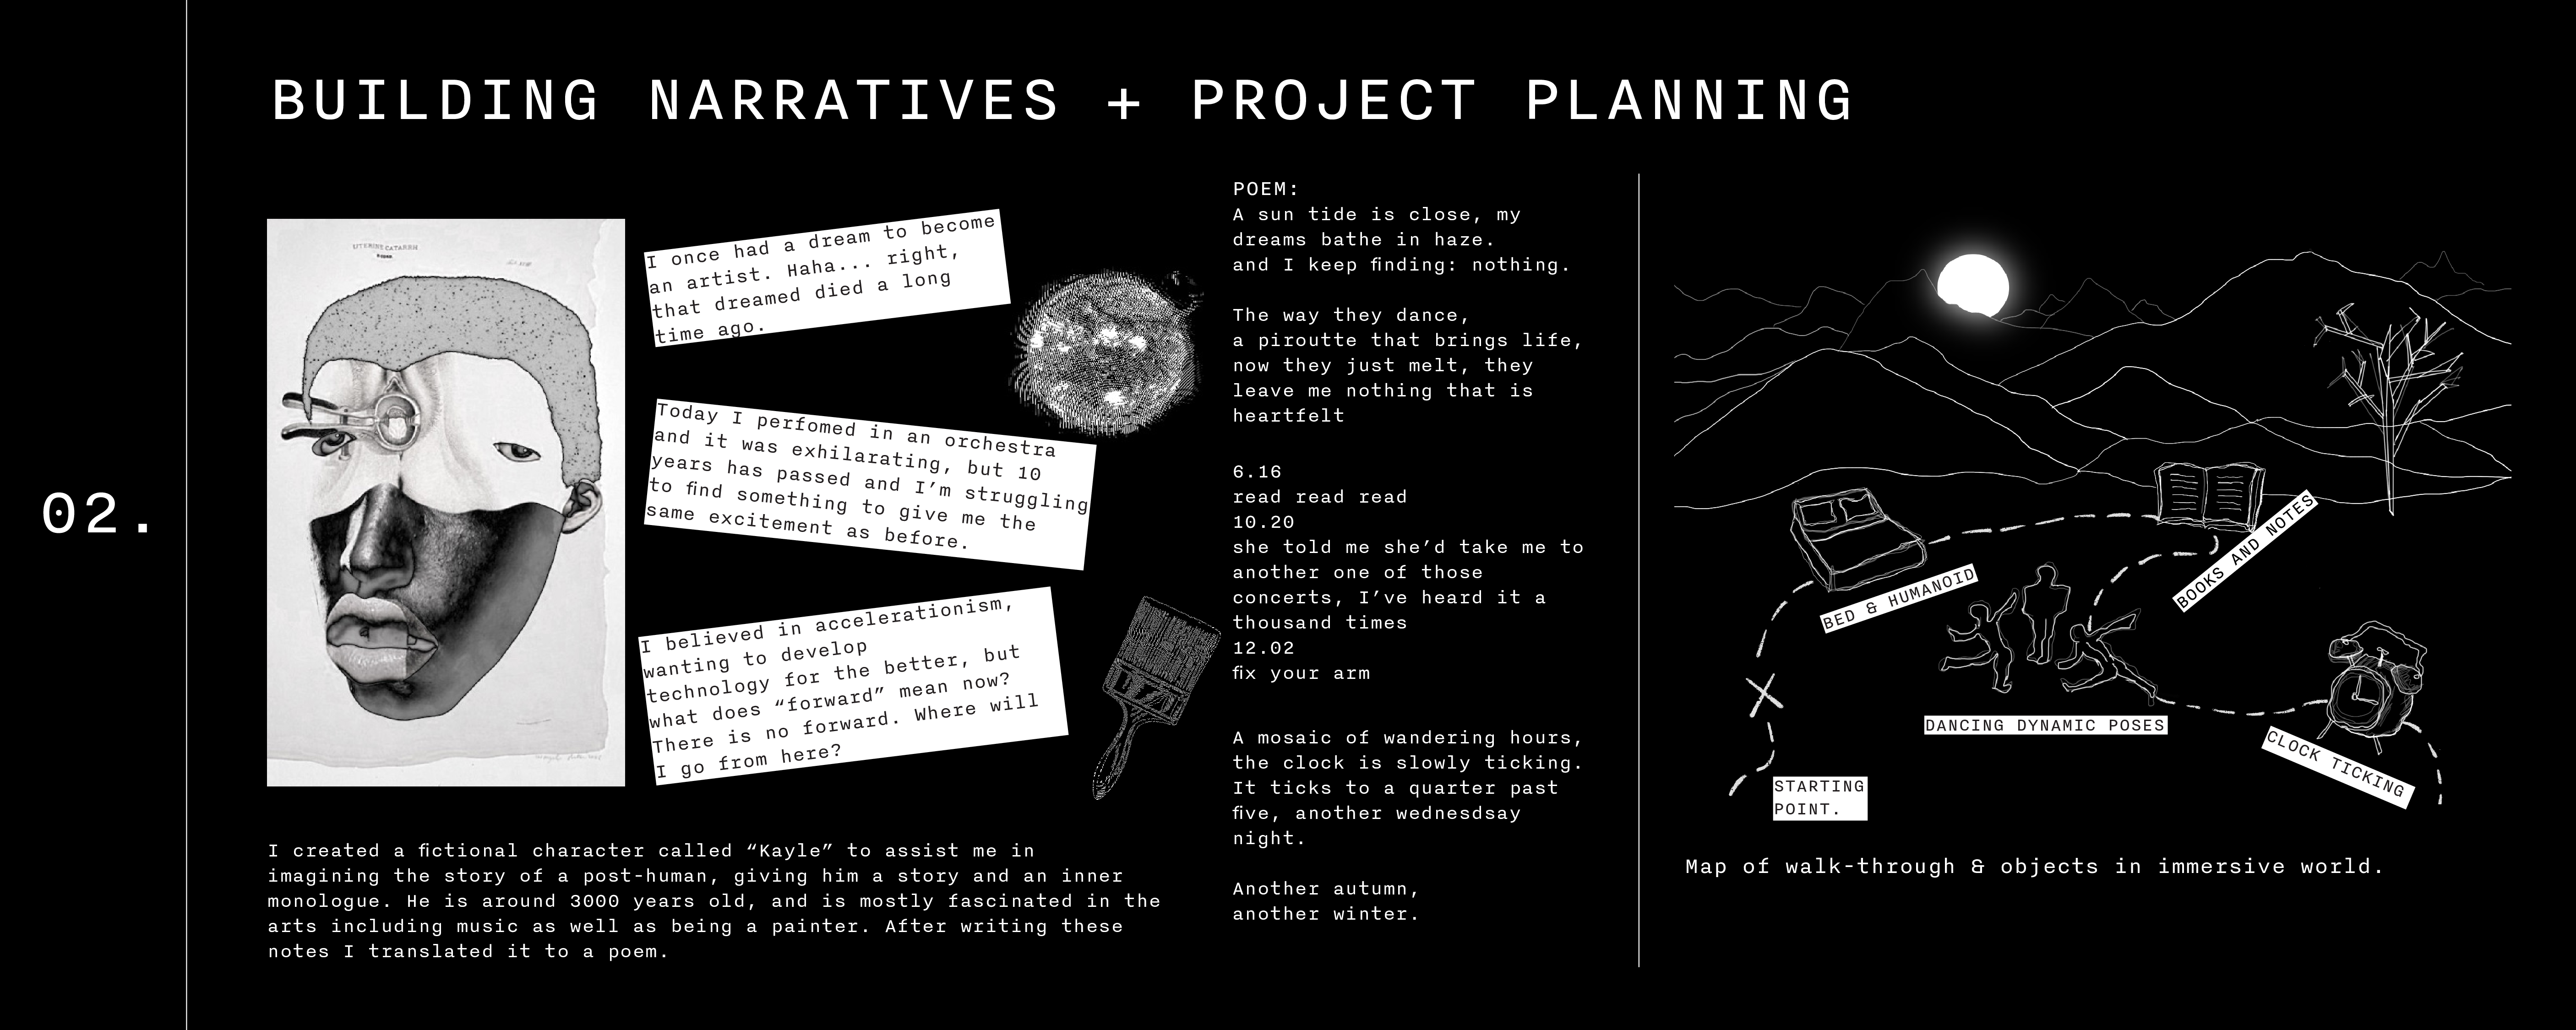 BUILDING NARRATIVES + PROJECT PLANNING
02.
UTERINE CATARRH
I once had a dream to become
an artist. Haha... right,
that dreamed died a long
time ago.
Today I perfomed in an orchestra
and it was exhilarating, but 10
years has passed and I’m struggling
to find something to give me the
same excitement as before.
I believed in accelerationism,
wanting to develop
technology for the better, but
what does “forward” mean now?
There is no forward. Where will
I go from here?
I created a fictional character called “Kayle” to assist me in
imagining the story of a post-human, giving him a story and an inner
monologue. He is around 3000 years old, and is mostly fascinated in the
arts including music as well as being a painter. After writing these
notes I translated it to a poem.
POEM:
A sun tide is close, my
dreams bathe in haze.
and I keep finding: nothing.
The way they dance,
a piroutte that brings life,
now they just melt, they
leave me nothing that is
heartfelt
6.16
read read read
10.20
she told me she’d take me to
another one of those
concerts, I’ve heard it a
thousand times
12.02
fix your arm
A mosaic of wandering hours,
the clock is slowly ticking.
It ticks to a quarter past
five, another wednesdsay
night.
Another autumn,
another winter.
BED & HUMANOID
BOOKS AND NOTES
DANCING DYNAMIC POSES
CLOCK TICKING
STARTING
POINT.
Map of walk-through & objects in immersive world.